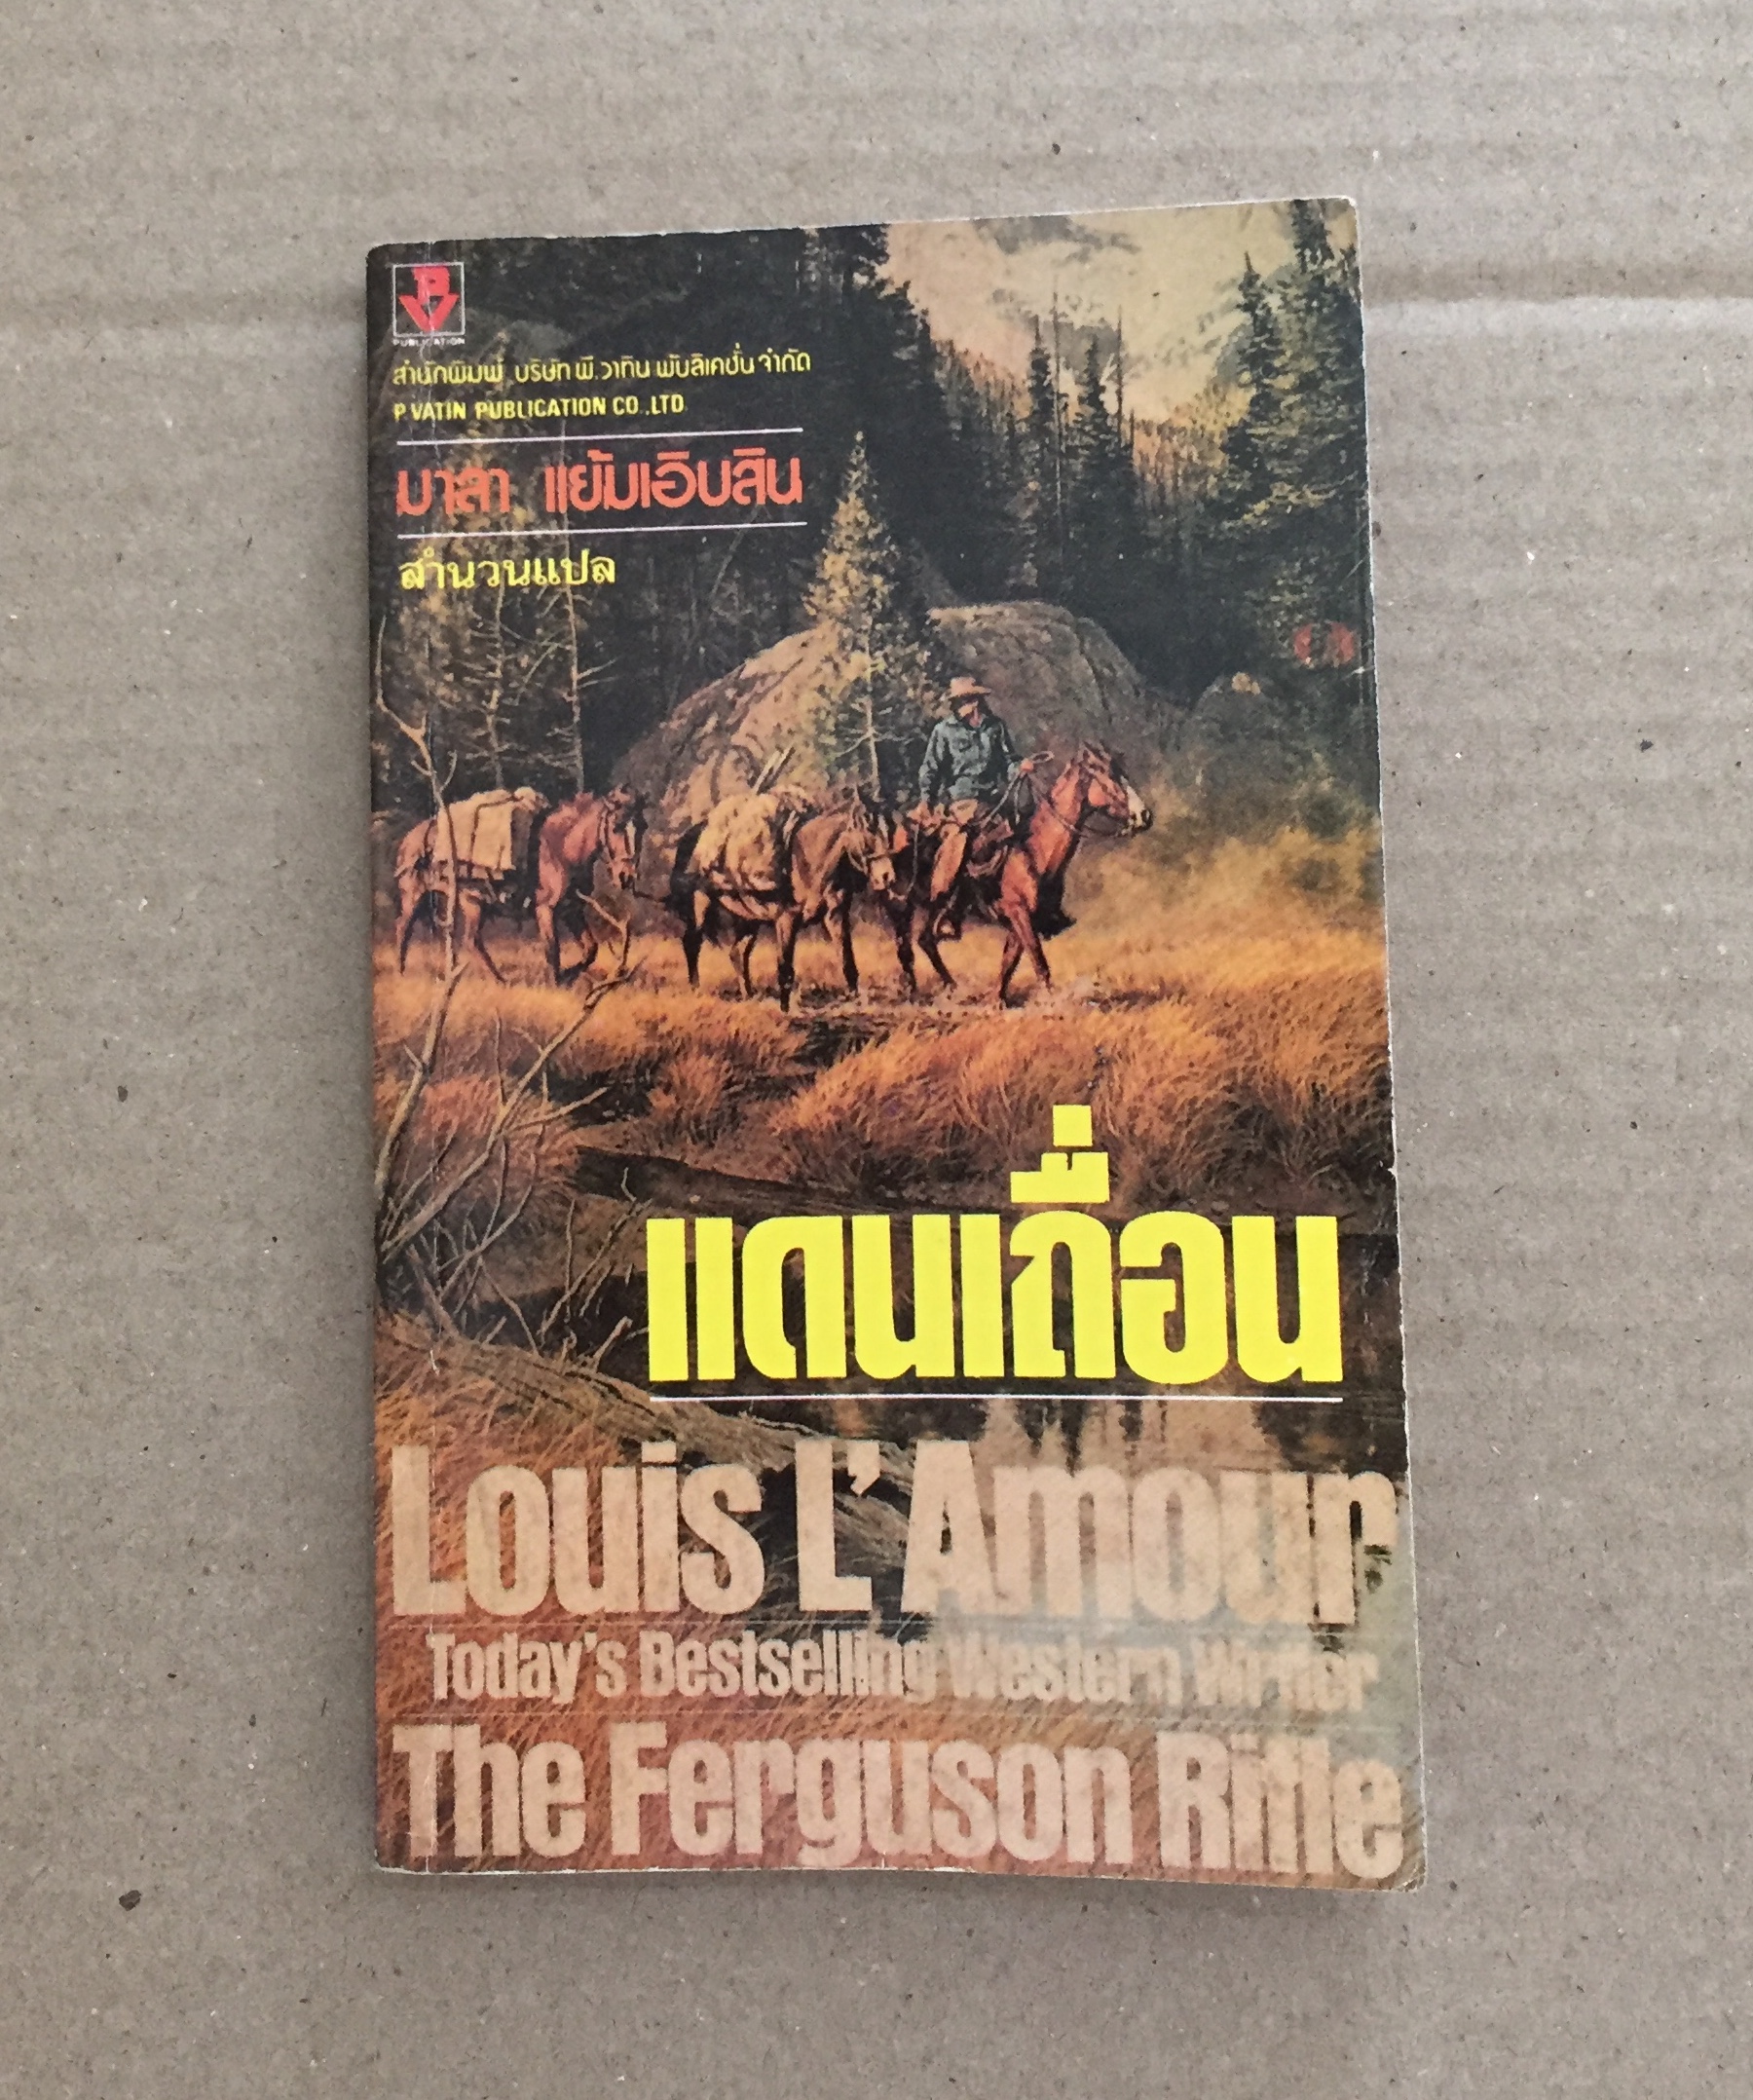 PV
PUBLICATION
สำนักพิมพ์ บริษัท พี.วาทิน พับลิเคชั่น จำกัด
P.VATIN PUBLICATION CO.,LTD.
มาลา แย้มเอิบสิน
สำนวนแปล
แดนเถื่อน
Louis L'Amour
Today's Bestselling Western Writer
The Ferguson Rifle